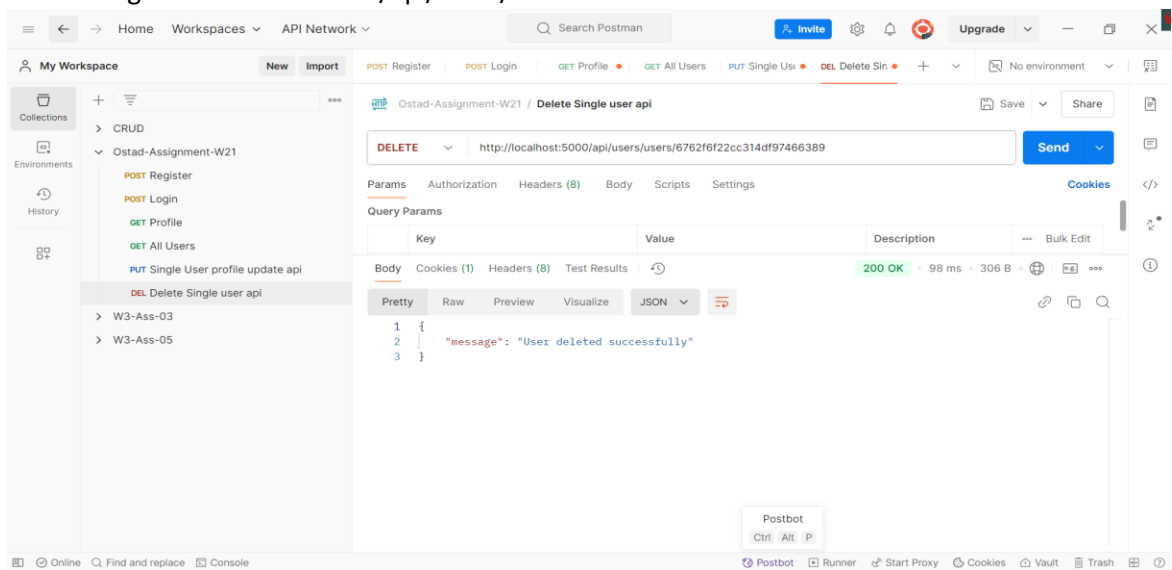 Home Workspaces API Network Search Postman Invite Upgrade
My Workspace New Import POST Register POST Login GET Profile GET All Users PUT Single Use DEL Delete Sin No environment
Collections
Environments
History
CRUD
Ostad-Assignment-W21
POST Register
POST Login
GET Profile
GET All Users
PUT Single User profile update api
DEL Delete Single user api
W3-Ass-03
W3-Ass-05
HTTP Ostad-Assignment-W21 / Delete Single user api Save Share
DELETE http://localhost:5000/api/users/users/6762f6f22cc314df97466389 Send
Params Authorization Headers (8) Body Scripts Settings Cookies
Query Params
Key Value Description Bulk Edit
Body Cookies (1) Headers (8) Test Results 200 OK 98 ms 306 B e.g.
Pretty Raw Preview Visualize JSON
1 {
2 "message": "User deleted successfully"
3 }
Postbot
Ctrl Alt P
Online Find and replace Console Postbot Runner Start Proxy Cookies Vault Trash